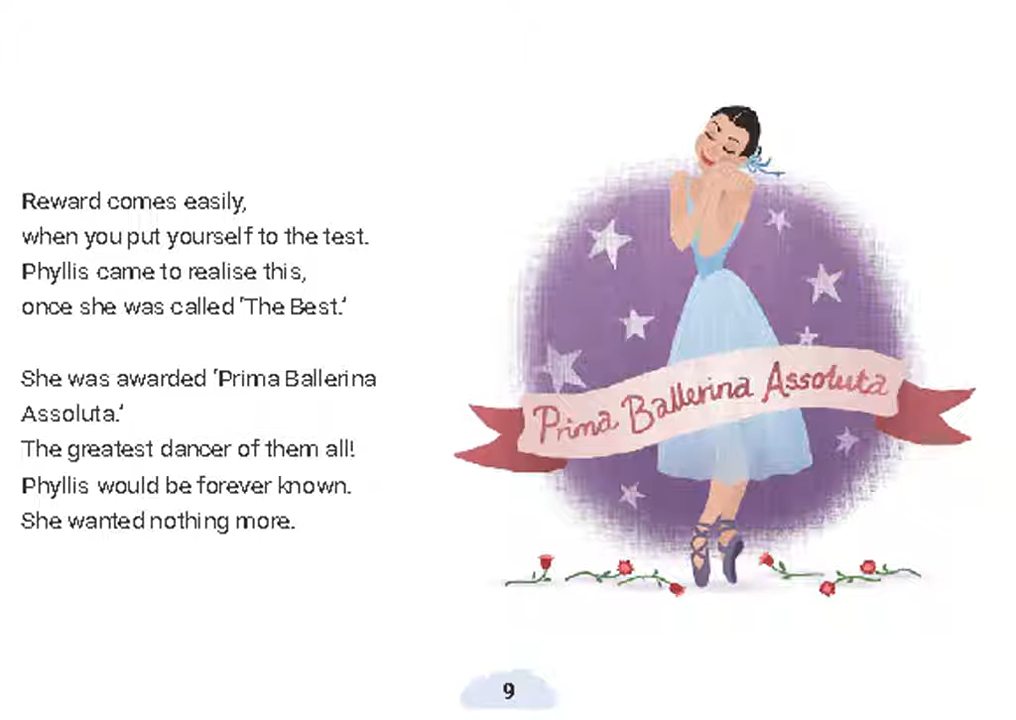 Reward comes easily,
when you put yourself to the test.
Phyllis came to realise this,
once she was called 'The Best.'
She was awarded 'Prima Ballerina
Assoluta.'
The greatest dancer of them all!
Phyllis would be forever known.
She wanted nothing more.
Prima Ballerina Assoluta
9